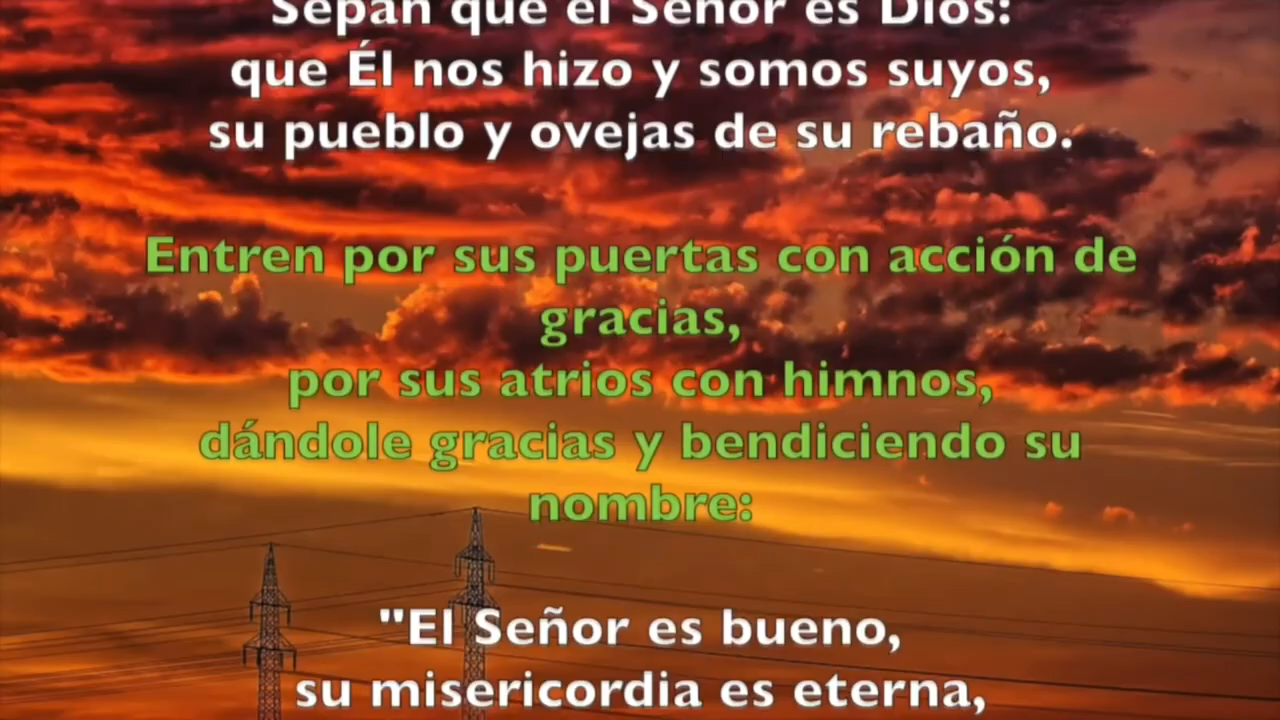 Sepan que el Señor es Dios:
que Él nos hizo y somos suyos,
su pueblo y ovejas de su rebaño.
Entren por sus puertas con acción de
gracias,
por sus atrios con himnos,
dándole gracias y bendiciendo su
nombre:
"El Señor es bueno,
su misericordia es eterna,